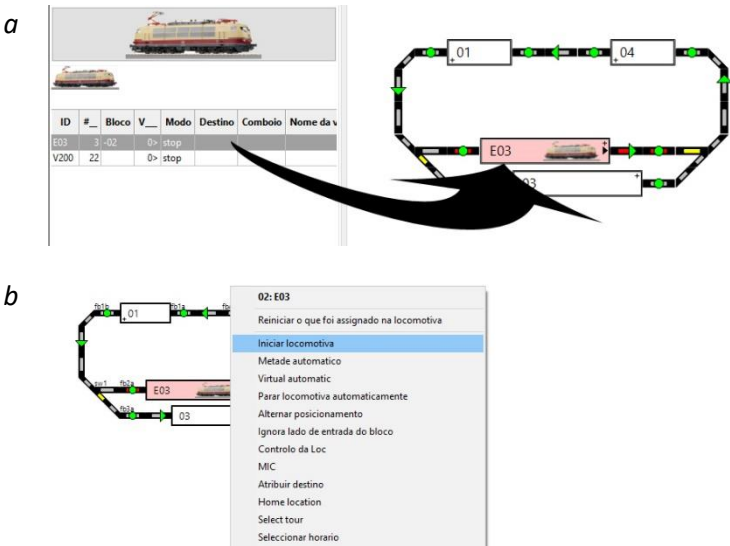 a
01
04
ID #_ Bloco V__ Modo Destino Comboio Nome da v
E03 3 -02 0> stop
V200 22 0> stop
E03
03
b
02: E03
fb1b fb1a
01
Reiniciar o que foi assignado na locomotiva
Iniciar locomotiva
Metade automatico
Virtual automatic
sw1 fb2a E03
Parar locomotiva automaticamente
fb3a 03
Alternar posicionamento
Ignora lado de entrada do bloco
Controlo da Loc
MIC
Atribuir destino
Home location
Select tour
Seleccionar horario